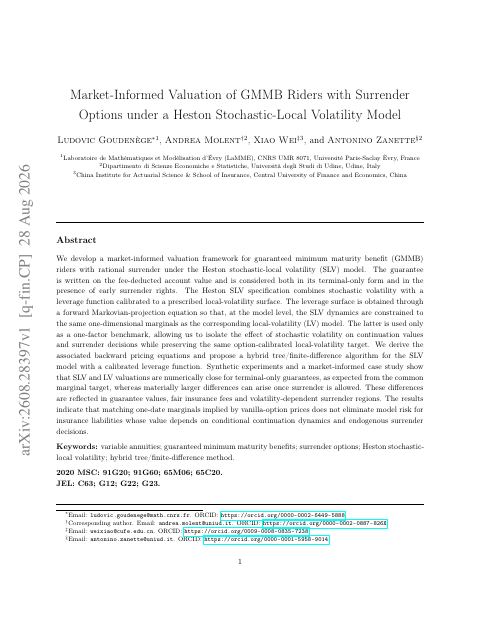 arXiv:2608.28397v1 [q-fin.CP] 28 Aug 2026
Market-Informed Valuation of GMMB Riders with Surrender
Options under a Heston Stochastic-Local Volatility Model
Ludovic Goudenège*1, Andrea Molent†2, Xiao Wei‡3, and Antonino Zanette§2
1Laboratoire de Mathématiques et Modélisation d'Évry (LaMME), CNRS UMR 8071, Université Paris-Saclay Évry, France
2Dipartimento di Scienze Economiche e Statistiche, Università degli Studi di Udine, Udine, Italy
3China Institute for Actuarial Science & School of Insurance, Central University of Finance and Economics, China
Abstract
We develop a market-informed valuation framework for guaranteed minimum maturity benefit (GMMB)
riders with rational surrender under the Heston stochastic-local volatility (SLV) model. The guarantee
is written on the fee-deducted account value and is considered both in its terminal-only form and in the
presence of early surrender rights. The Heston SLV specification combines stochastic volatility with a
leverage function calibrated to a prescribed local-volatility surface. The leverage surface is obtained through
a forward Markovian-projection equation so that, at the model level, the SLV dynamics are constrained to
the same one-dimensional marginals as the corresponding local-volatility (LV) model. The latter is used only
as a one-factor benchmark, allowing us to isolate the effect of stochastic volatility on continuation values
and surrender decisions while preserving the same option-calibrated local-volatility target. We derive the
associated backward pricing equations and propose a hybrid tree/finite-difference algorithm for the SLV
model with a calibrated leverage function. Synthetic experiments and a market-informed case study show
that SLV and LV valuations are numerically close for terminal-only guarantees, as expected from the common
marginal target, whereas materially larger differences can arise once surrender is allowed. These differences
are reflected in guarantee values, fair insurance fees and volatility-dependent surrender regions. The results
indicate that matching one-date marginals implied by vanilla-option prices does not eliminate model risk for
insurance liabilities whose value depends on conditional continuation dynamics and endogenous surrender
decisions.
Keywords: variable annuities; guaranteed minimum maturity benefits; surrender options; Heston stochastic-
local volatility; hybrid tree/finite-difference method.
2020 MSC: 91G20; 91G60; 65M06; 65C20.
JEL: C63; G12; G22; G23.
*Email: ludovic.goudenege@math.cnrs.fr. ORCID: https://orcid.org/0000-0002-6449-5888
†Corresponding author. Email: andrea.molent@uniud.it. ORCID: https://orcid.org/0000-0002-0887-8268
‡Email: weixiao@cufe.edu.cn. ORCID: https://orcid.org/0009-0008-0835-7238
§Email: antonino.zanette@uniud.it. ORCID: https://orcid.org/0000-0001-5958-9014
1